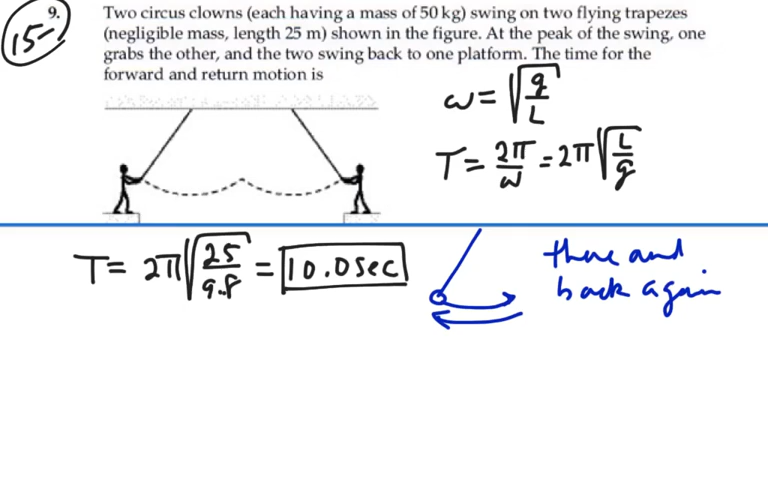 15-
9. Two circus clowns (each having a mass of 50 kg) swing on two flying trapezes
(negligible mass, length 25 m) shown in the figure. At the peak of the swing, one
grabs the other, and the two swing back to one platform. The time for the
forward and return motion is
ω = √(g/L)
T = 2π/ω = 2π√(L/g)
T = 2π√(25/9.8) = 10.0 sec
there and
back again